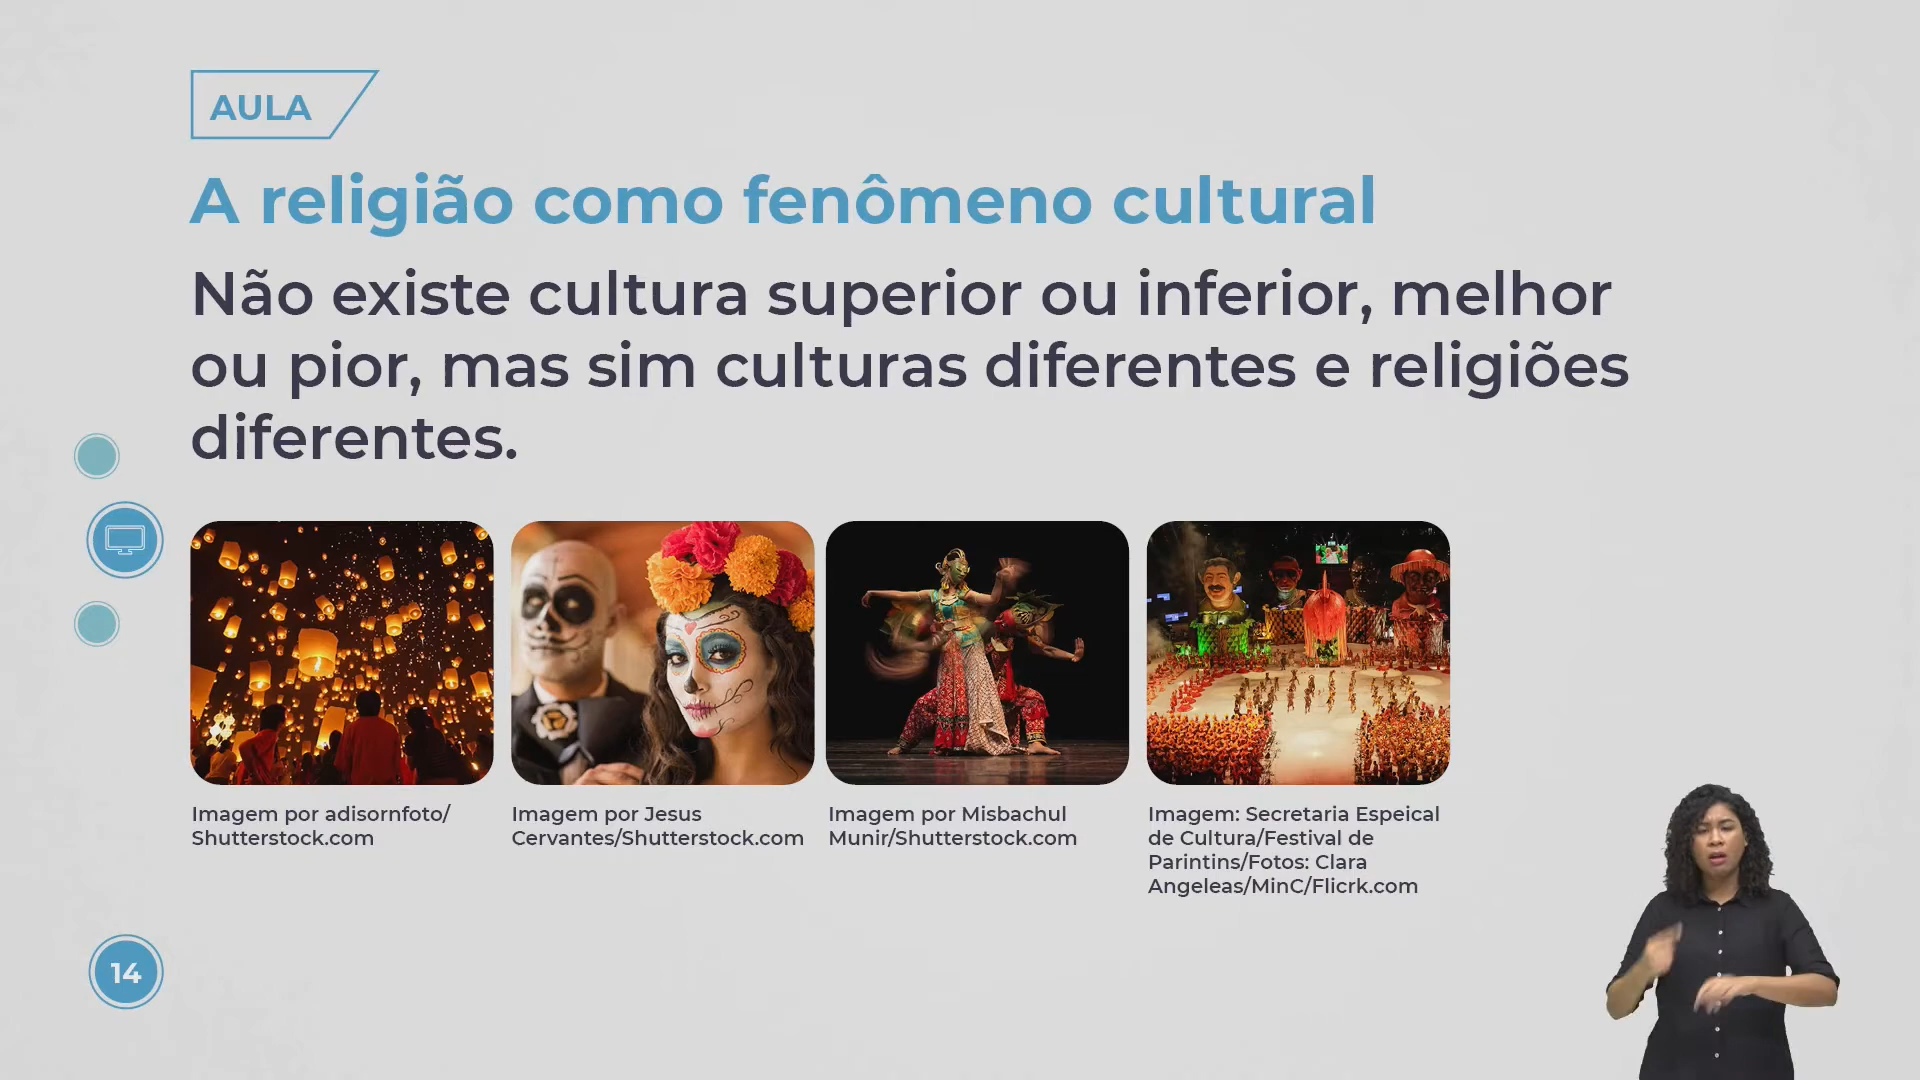 AULA
A religião como fenômeno cultural
Não existe cultura superior ou inferior, melhor
ou pior, mas sim culturas diferentes e religiões
diferentes.
Imagem por adisornfoto/
Shutterstock.com
Imagem por Jesus
Cervantes/Shutterstock.com
Imagem por Misbachul
Munir/Shutterstock.com
Imagem: Secretaria Espeical
de Cultura/Festival de
Parintins/Fotos: Clara
Angeleas/MinC/Flicrk.com
14